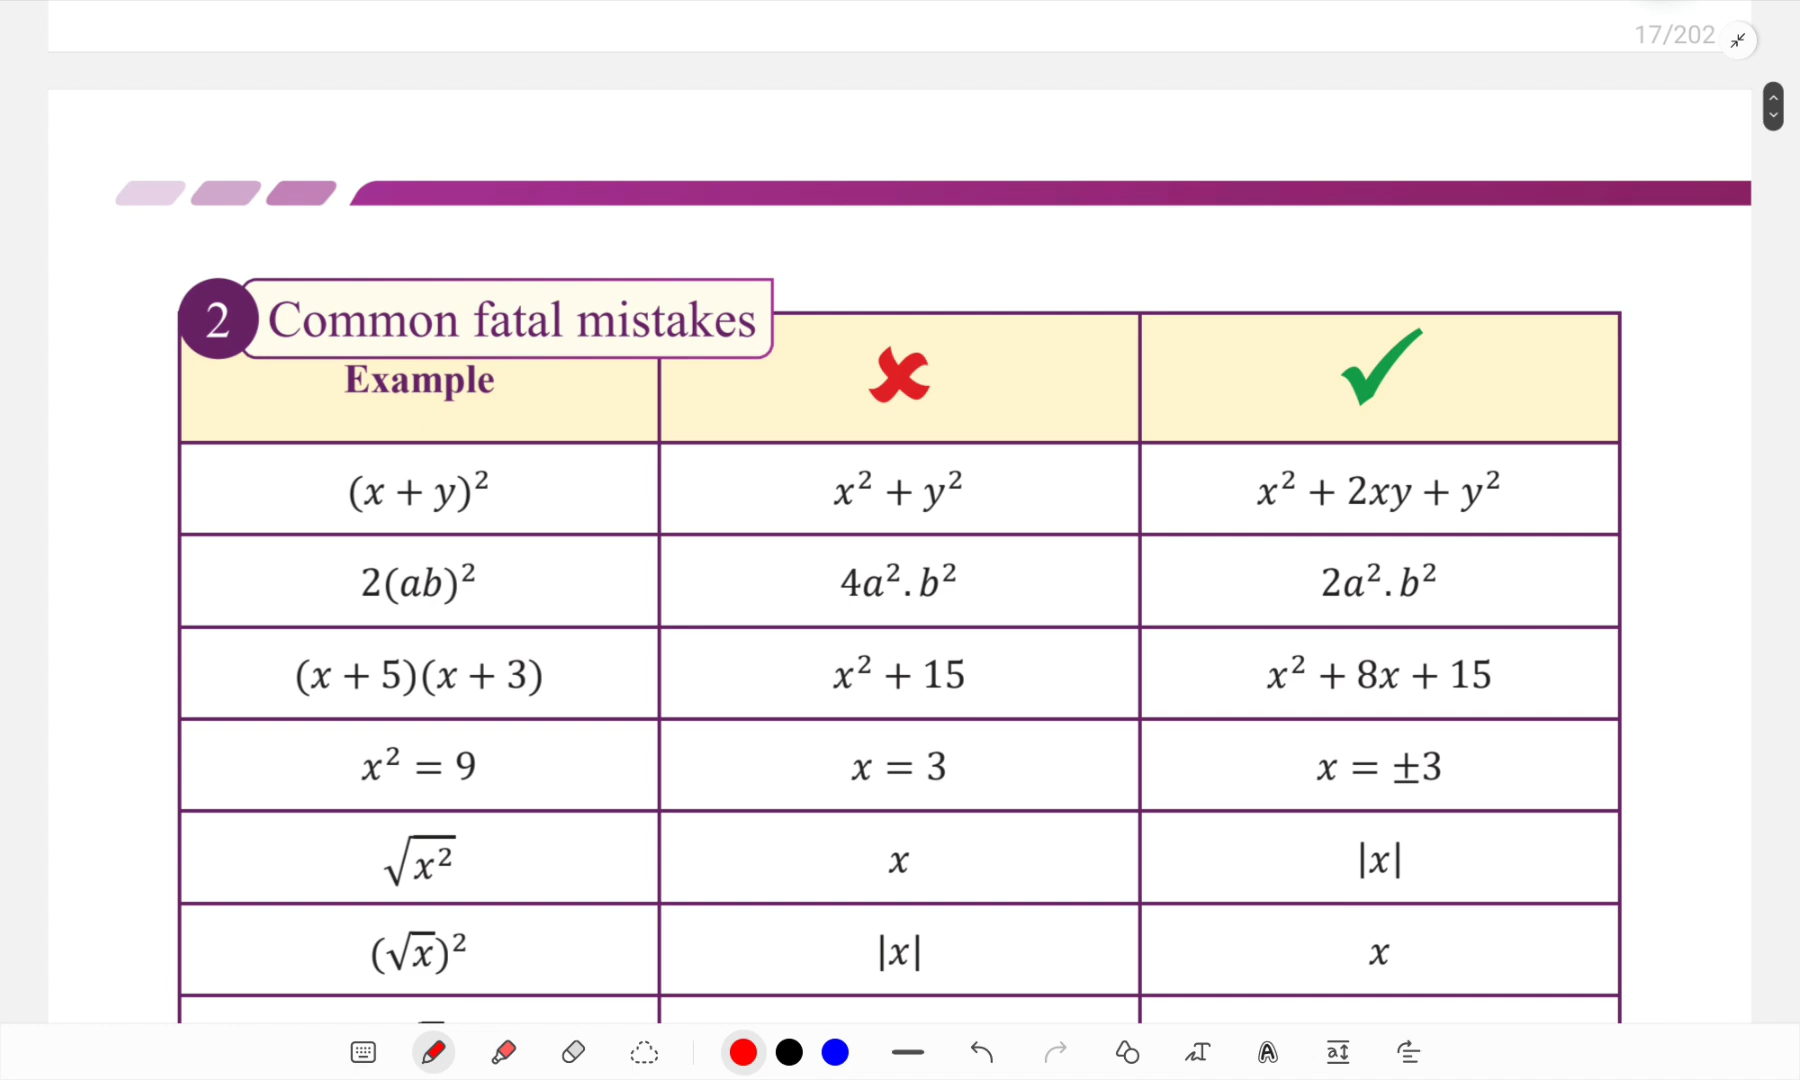 17/202
2 Common fatal mistakes
Example ✘ ✓
(x + y)² x² + y² x² + 2xy + y²
2(ab)² 4a².b² 2a².b²
(x + 5)(x + 3) x² + 15 x² + 8x + 15
x² = 9 x = 3 x = ±3
√x² x |x|
(√x)² |x| x